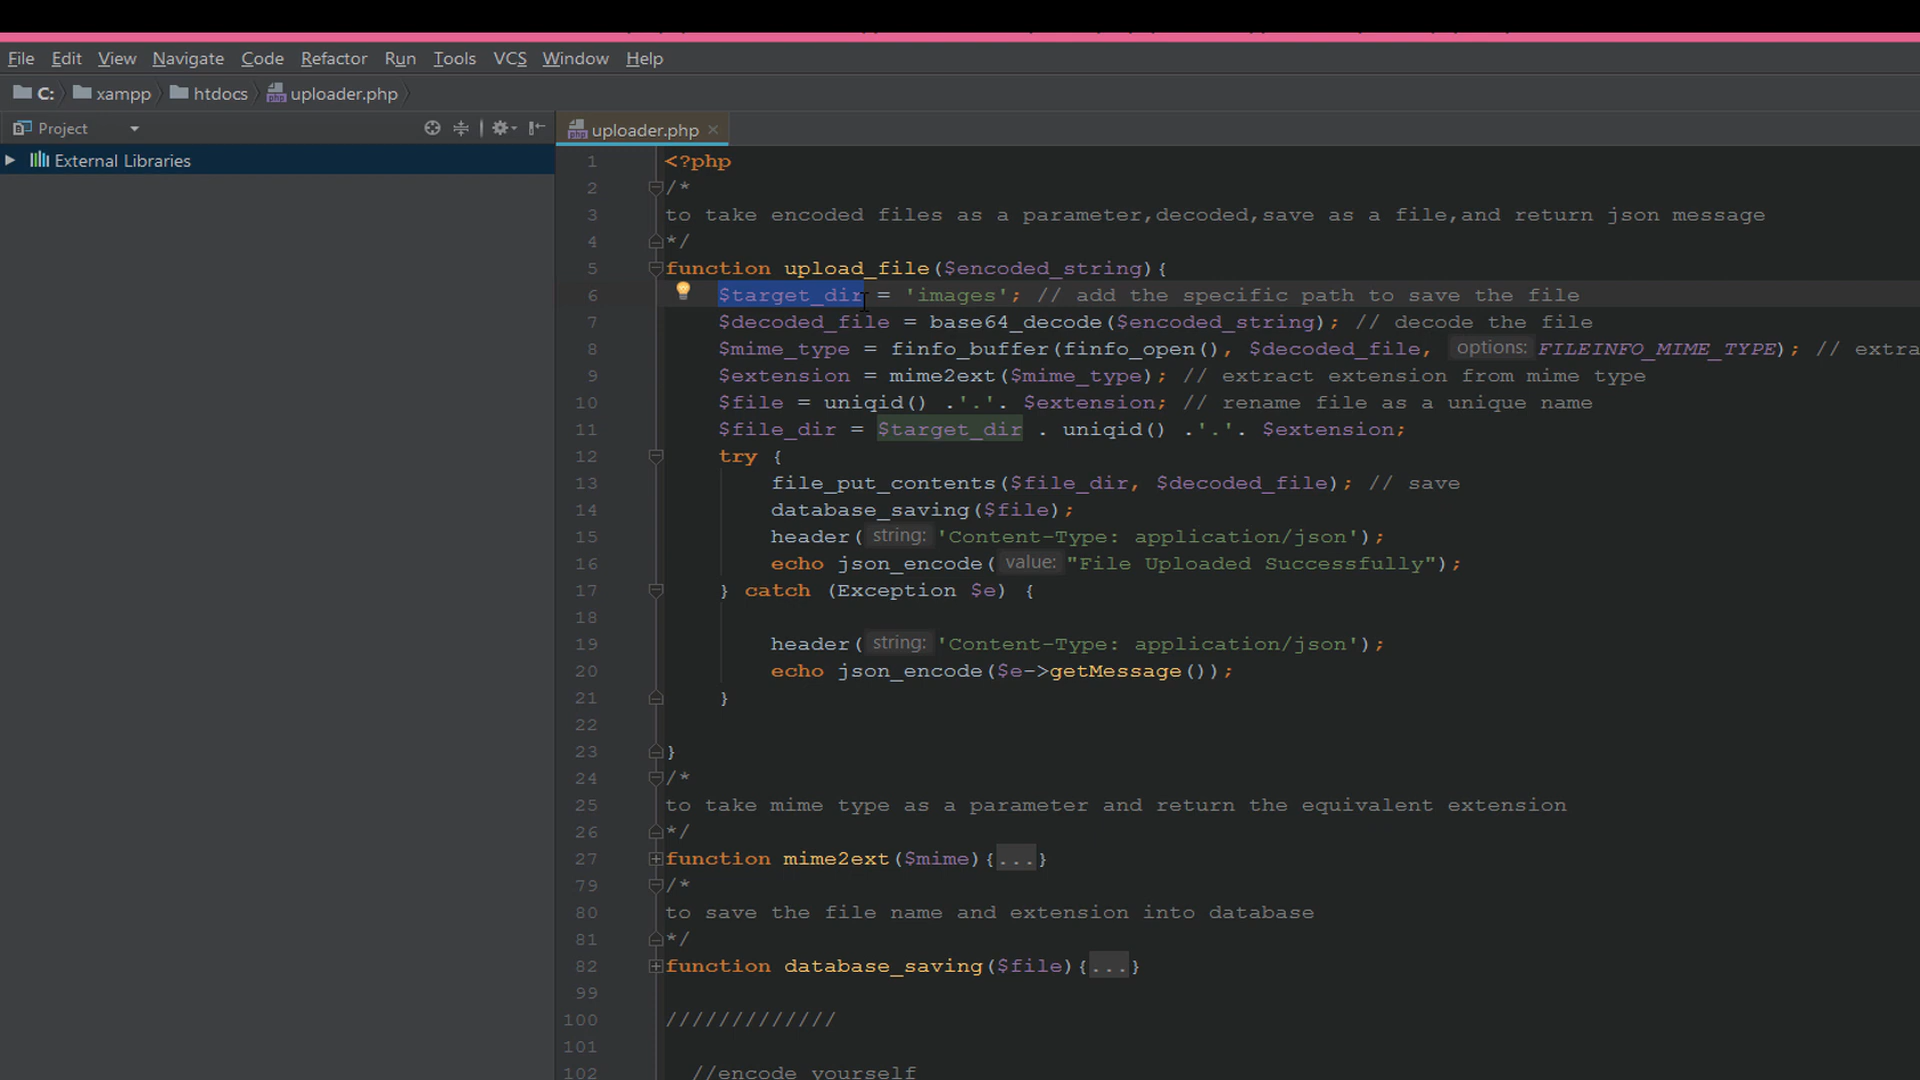 File Edit View Navigate Code Refactor Run Tools VCS Window Help
C: xampp htdocs uploader.php
Project
External Libraries
uploader.php
1 <?php
2 /*
3 to take encoded files as a parameter,decoded,save as a file,and return json message
4 */
5 function upload_file($encoded_string){
6 $target_dir = 'images'; // add the specific path to save the file
7 $decoded_file = base64_decode($encoded_string); // decode the file
8 $mime_type = finfo_buffer(finfo_open(), $decoded_file, options: FILEINFO_MIME_TYPE); // extra
9 $extension = mime2ext($mime_type); // extract extension from mime type
10 $file = uniqid() .'.'. $extension; // rename file as a unique name
11 $file_dir = $target_dir . uniqid() .'.'. $extension;
12 try {
13 file_put_contents($file_dir, $decoded_file); // save
14 database_saving($file);
15 header( string: 'Content-Type: application/json');
16 echo json_encode( value: "File Uploaded Successfully");
17 } catch (Exception $e) {
18
19 header( string: 'Content-Type: application/json');
20 echo json_encode($e->getMessage());
21 }
22
23 }
24 /*
25 to take mime type as a parameter and return the equivalent extension
26 */
27 function mime2ext($mime){...}
79 /*
80 to save the file name and extension into database
81 */
82 function database_saving($file){...}
99
100 /////////////
101
102 //encode yourself